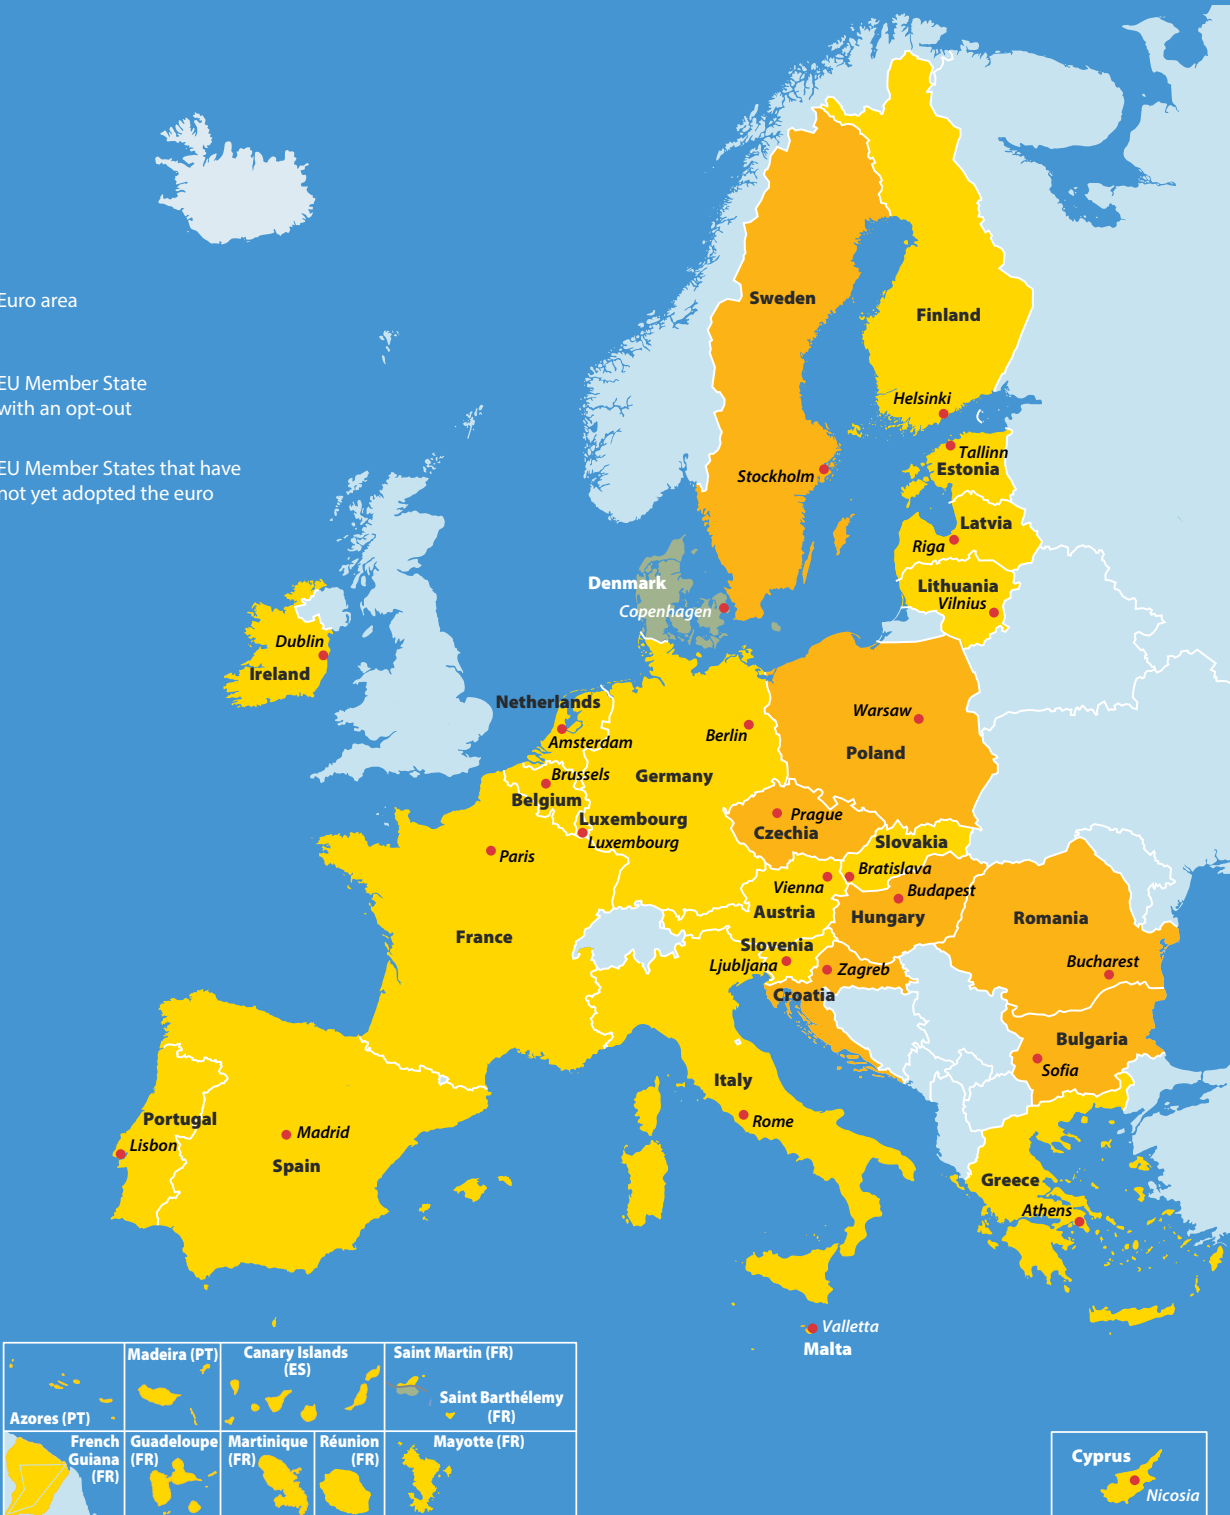 Euro area
EU Member State
with an opt-out
EU Member States that have
not yet adopted the euro
Sweden
Finland
Helsinki
Tallinn
Estonia
Stockholm
Latvia
Riga
Lithuania
Vilnius
Denmark
Copenhagen
Dublin
Ireland
Netherlands
Amsterdam
Berlin
Warsaw
Poland
Brussels
Belgium
Germany
Luxembourg
Luxembourg
Prague
Czechia
Slovakia
Paris
Bratislava
Vienna
Budapest
Austria
Hungary
Romania
France
Slovenia
Ljubljana
Zagreb
Bucharest
Croatia
Bulgaria
Sofia
Italy
Rome
Portugal
Lisbon
Madrid
Spain
Greece
Athens
Valletta
Malta
Azores (PT)
Madeira (PT)
Canary Islands
(ES)
Saint Martin (FR)
Saint Barthélemy
(FR)
French
Guiana
(FR)
Guadeloupe
(FR)
Martinique
(FR)
Réunion
(FR)
Mayotte (FR)
Cyprus
Nicosia